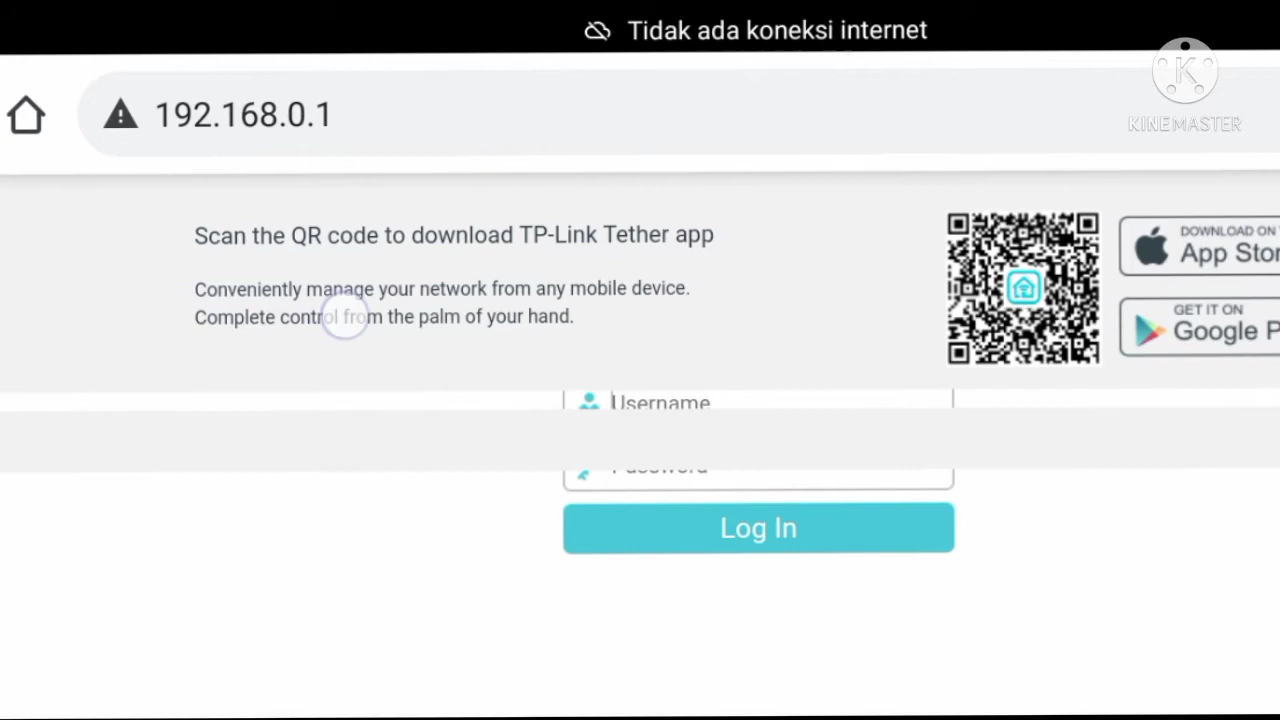 Tidak ada koneksi internet
192.168.0.1
K
KINEMASTER
Scan the QR code to download TP-Link Tether app
Conveniently manage your network from any mobile device.
Complete control from the palm of your hand.
DOWNLOAD ON
App Stor
GET IT ON
Google P
Username
Password
Log In